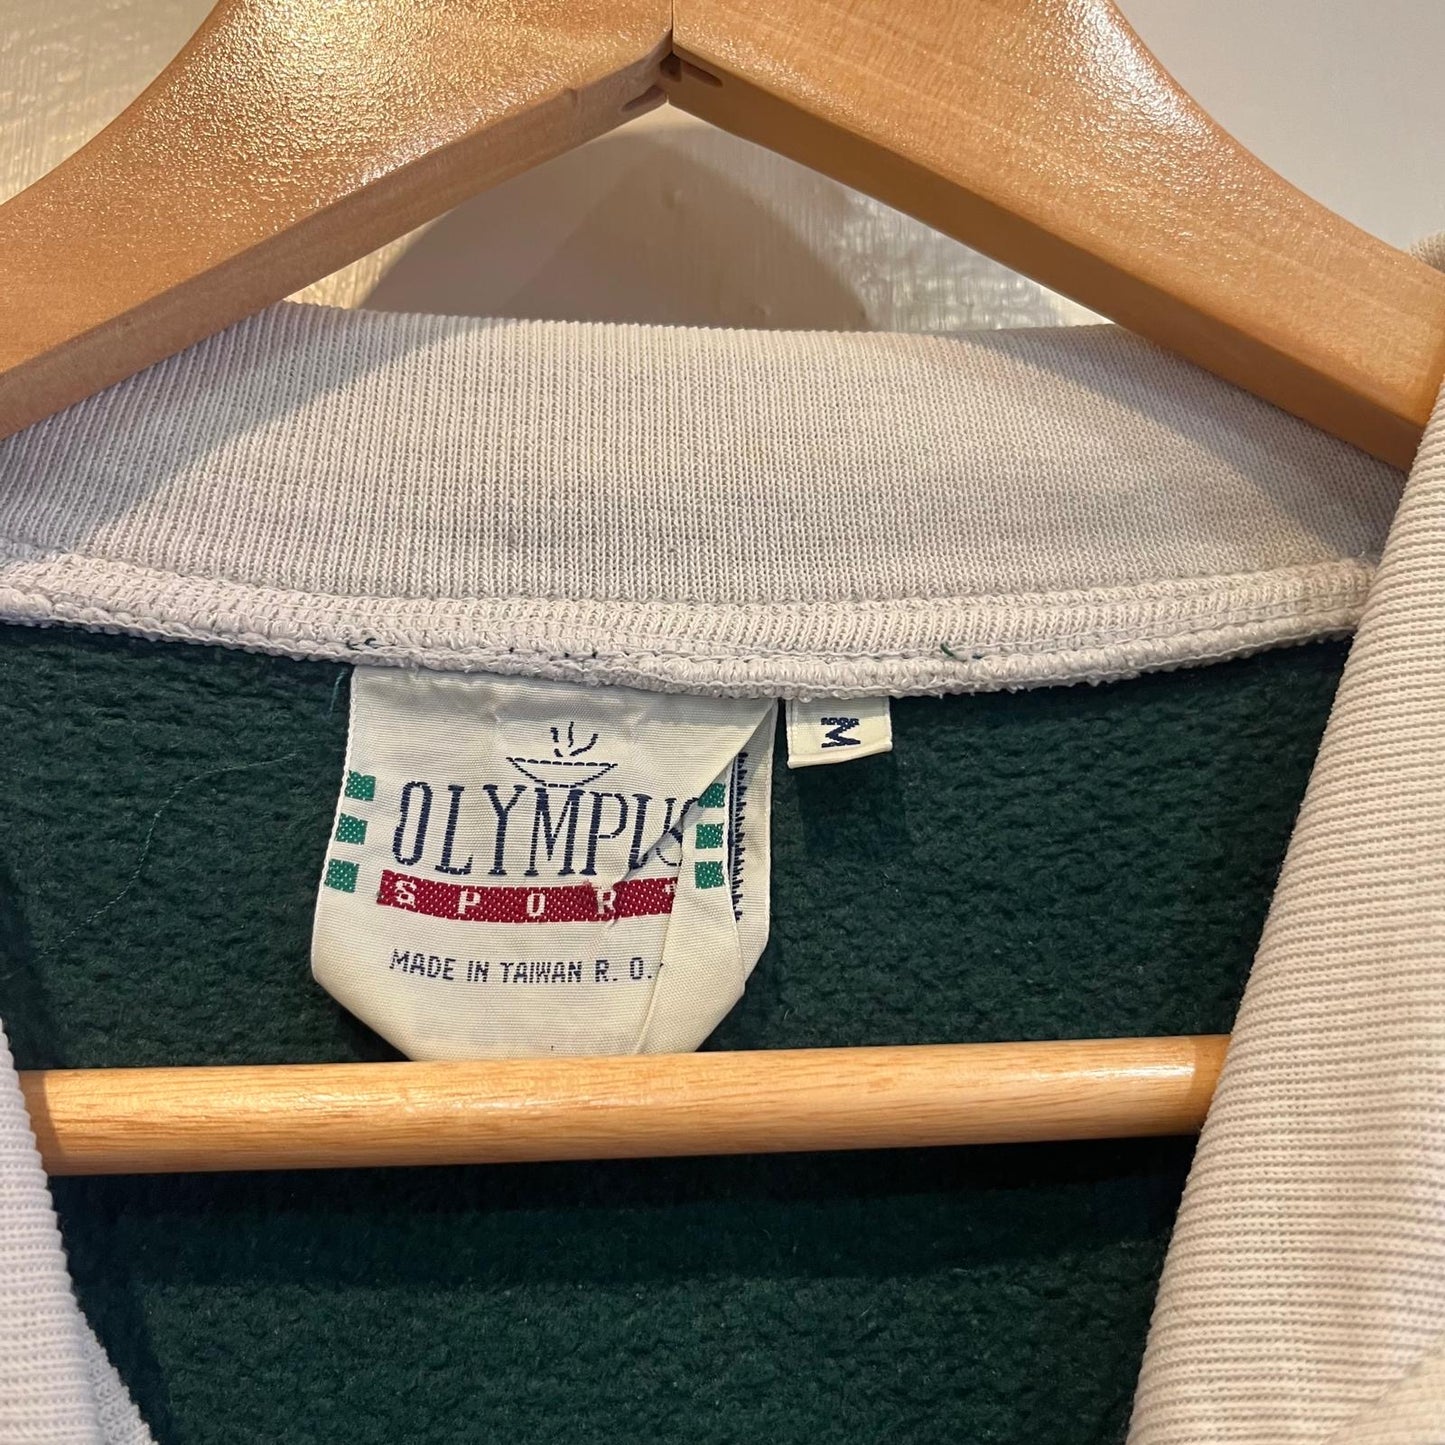 OLYMPUS
SPORT
MADE IN TAIWAN R. O.
M